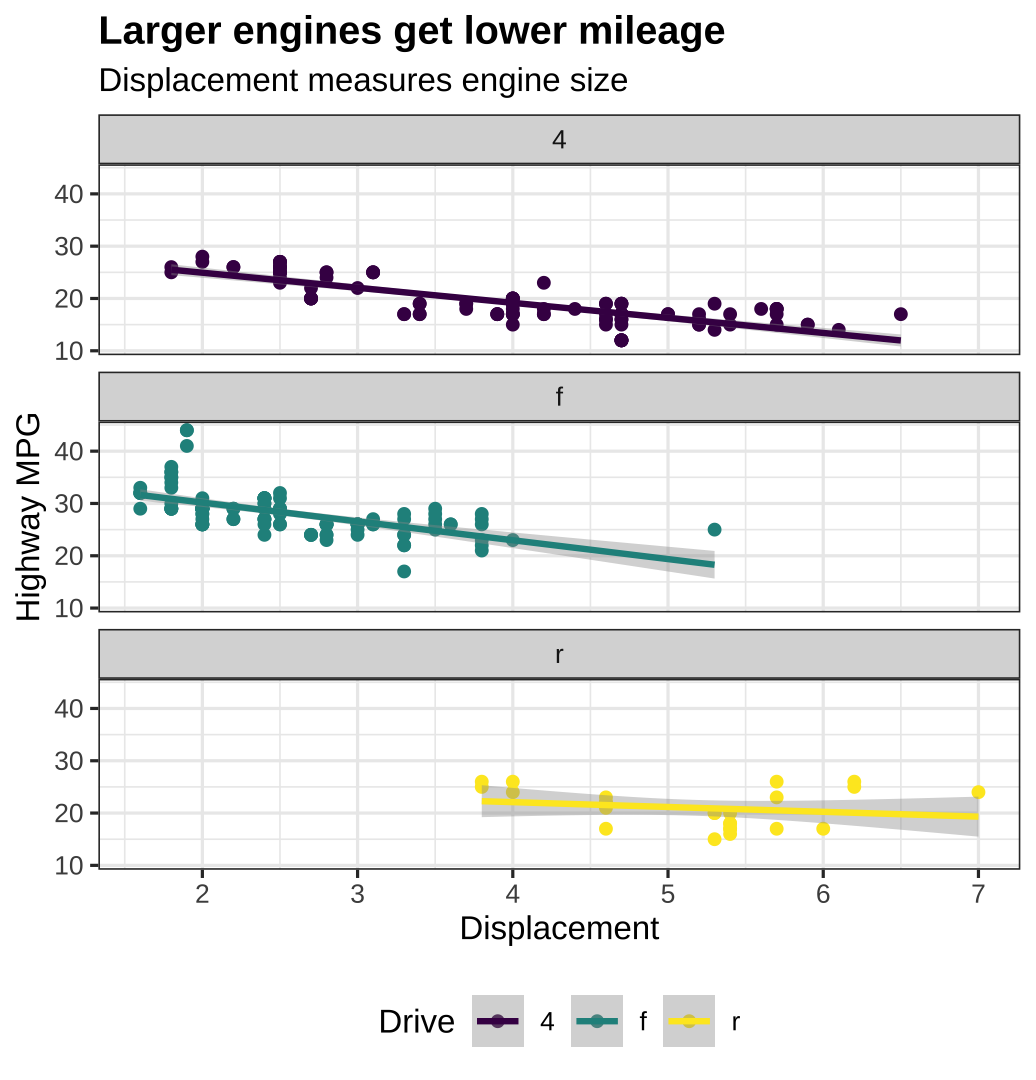 Larger engines get lower mileage
Displacement measures engine size
4
40
30
20
10
f
40
30
20
10
r
40
30
20
10
Highway MPG
2 3 4 5 6 7
Displacement
Drive 4 f r